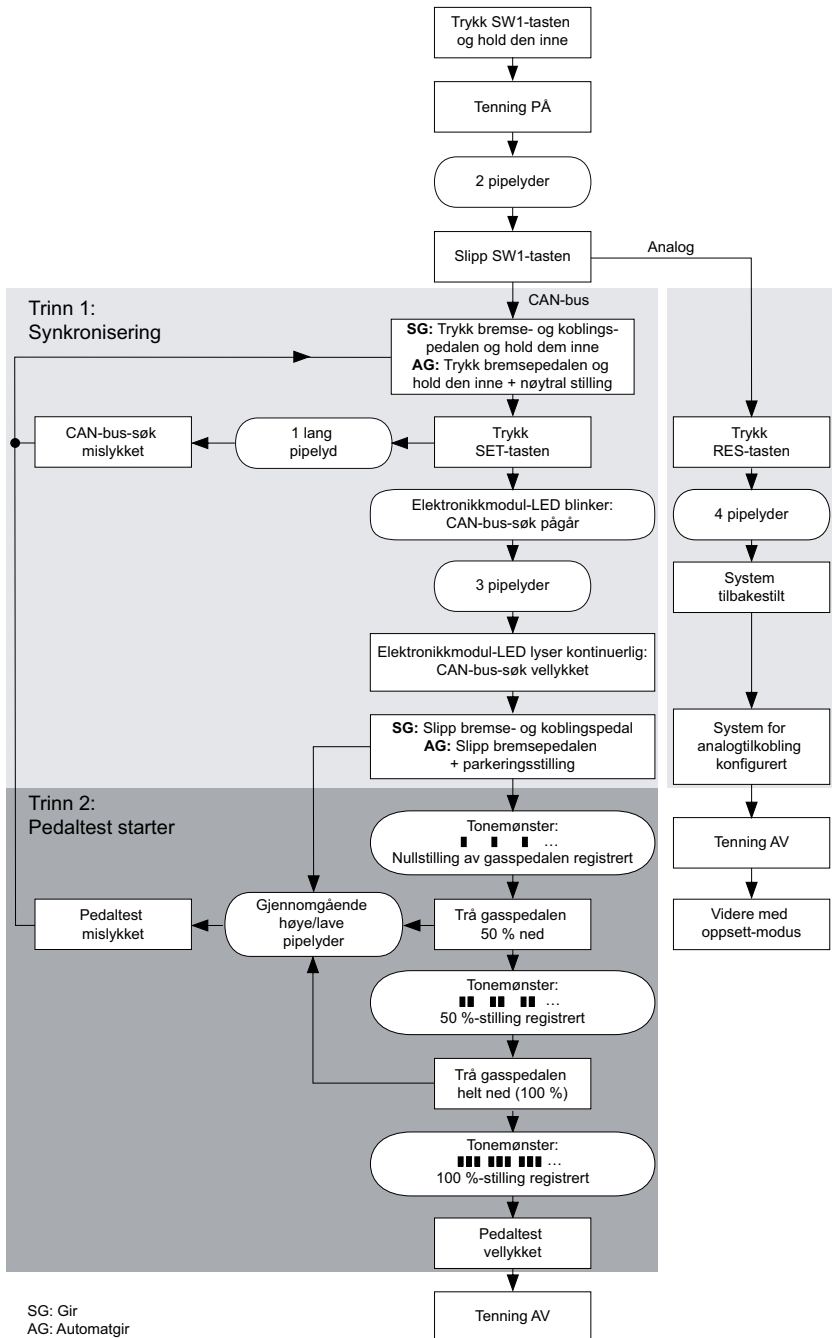 Trykk SW1-tasten
og hold den inne
Tenning PÅ
2 pipelyder
Slipp SW1-tasten
Analog
CAN-bus
Trinn 1:
Synkronisering
SG: Trykk bremse- og koblings-
pedalen og hold dem inne
AG: Trykk bremsepedalen og
hold den inne + nøytral stilling
CAN-bus-søk
mislykket
1 lang
pipelyd
Trykk
SET-tasten
Trykk
RES-tasten
Elektronikkmodul-LED blinker:
CAN-bus-søk pågår
4 pipelyder
3 pipelyder
System
tilbakestilt
Elektronikkmodul-LED lyser kontinuerlig:
CAN-bus-søk vellykket
SG: Slipp bremse- og koblingspedal
AG: Slipp bremsepedalen
+ parkeringsstilling
System for
analogtilkobling
konfigurert
Trinn 2:
Pedaltest starter
Tonemønster:
...
Nullstilling av gasspedalen registrert
Tenning AV
Pedaltest
mislykket
Gjennomgående
høye/lave
pipelyder
Trå gasspedalen
50 % ned
Videre med
oppsett-modus
Tonemønster:
...
50 %-stilling registrert
Trå gasspedalen
helt ned (100 %)
Tonemønster:
...
100 %-stilling registrert
Pedaltest
vellykket
Tenning AV
SG: Gir
AG: Automatgir